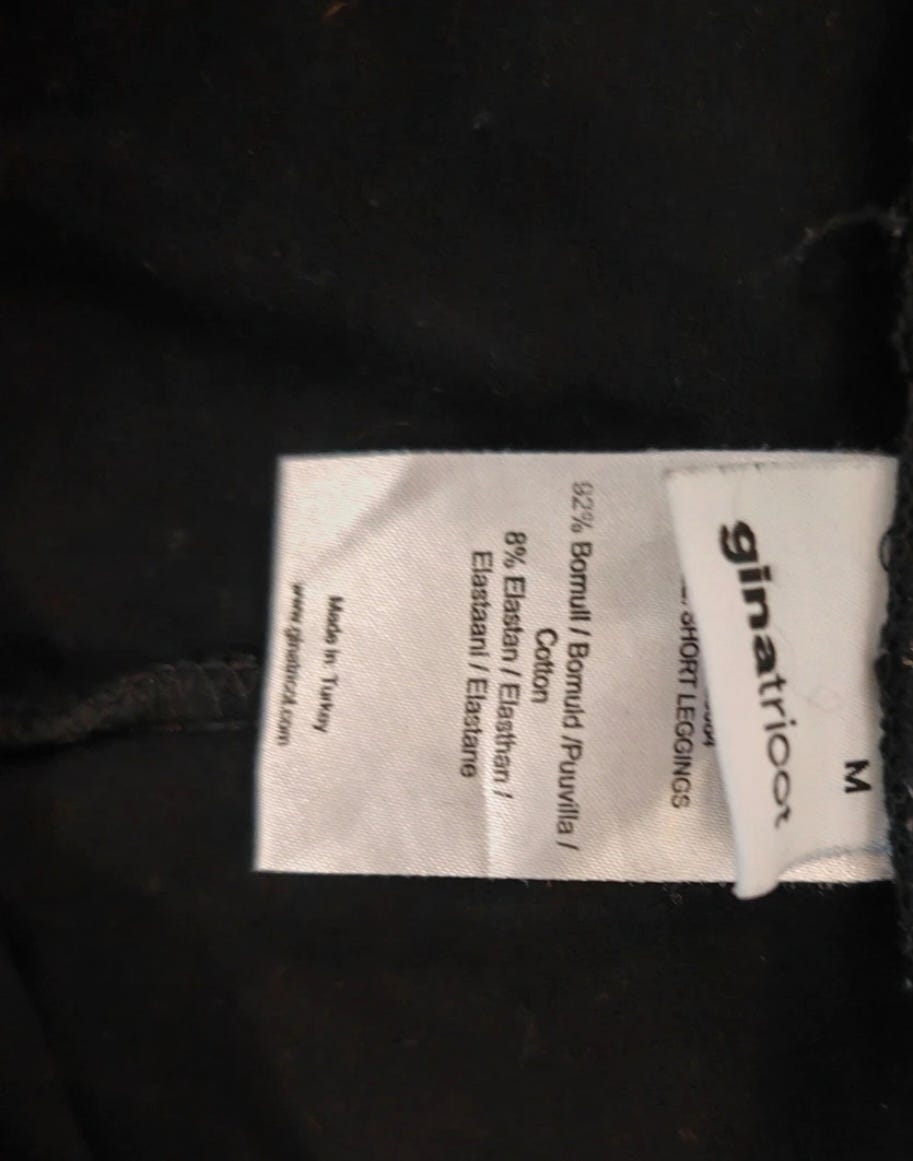 M
ginatricot
SHORT LEGGINGS
92% Bomull / Bomuld /Puuvilla /
Cotton
8% Elastan / Elasthan /
Elastaani / Elastane
Made in: Turkey
www.ginatricot.com